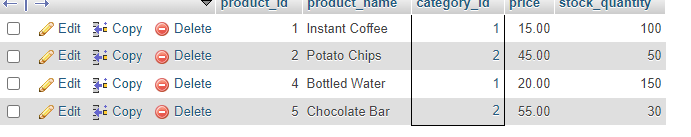 product_id product_name category_id price stock_quantity
Edit Copy Delete 1 Instant Coffee 1 15.00 100
Edit Copy Delete 2 Potato Chips 2 45.00 50
Edit Copy Delete 4 Bottled Water 1 20.00 150
Edit Copy Delete 5 Chocolate Bar 2 55.00 30